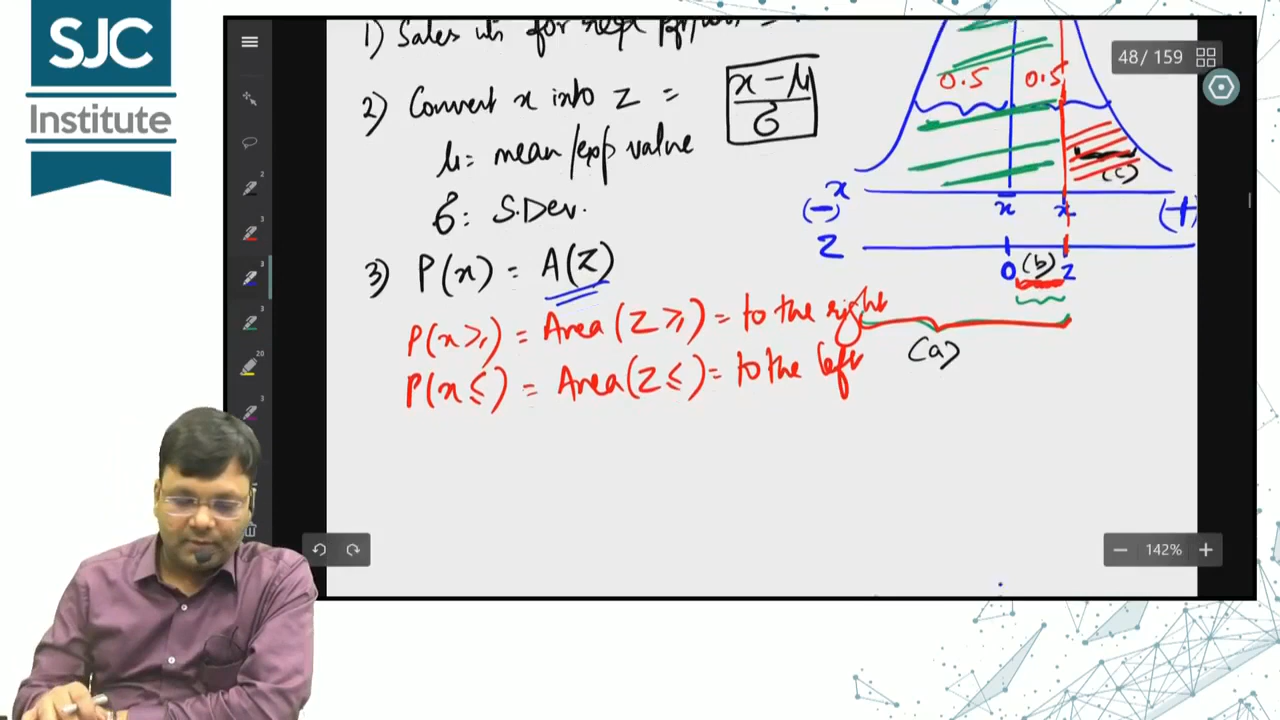 SJC
Institute
48 / 159
1) Sales for
2) Convert x into Z = x - μ / σ
μ = mean/exp value
σ: S.Dev.
3) P(x) = A(Z)
P(x ≥) = Area (Z ≥) = to the right
P(x ≤) = Area (Z ≤) = to the left
0.5 0.5
(c)
x
(-) x̄ x (+)
Z
0 (b) Z
(a)
142%